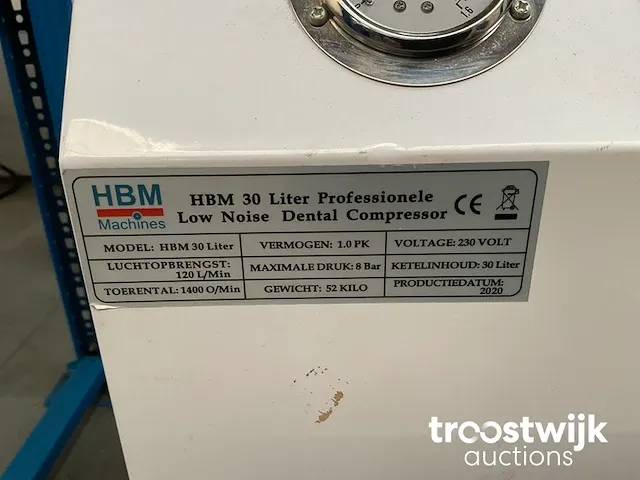 1.6
HBM
Machines
HBM 30 Liter Professionele
Low Noise Dental Compressor
CE
MODEL: HBM 30 Liter
VERMOGEN: 1.0 PK
VOLTAGE: 230 VOLT
LUCHTOPBRENGST:
120 L/Min
MAXIMALE DRUK: 8 Bar
KETELINHOUD: 30 Liter
TOERENTAL: 1400 O/Min
GEWICHT: 52 KILO
PRODUCTIEDATUM:
2020
troostwijk
auctions